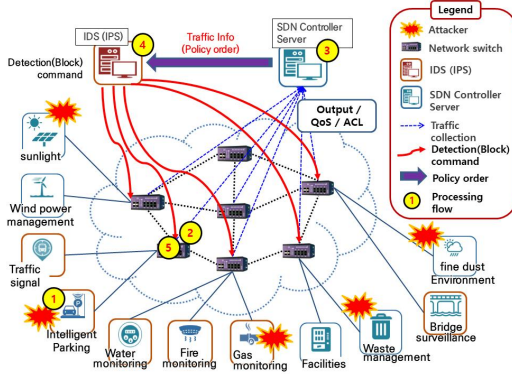 IDS (IPS)
4
Detection(Block)
command
Traffic Info
(Policy order)
SDN Controller
Server
3
Output /
QoS / ACL
Legend
Attacker
Network switch
IDS (IPS)
SDN Controller
Server
Traffic
collection
Detection(Block)
command
Policy order
1
Processing
flow
sunlight
Wind power
management
Traffic
signal
1
Intelligent
Parking
2
5
Water
monitoring
Fire
monitoring
Gas
monitoring
Facilities
Waste
management
Bridge
surveillance
fine dust
Environment